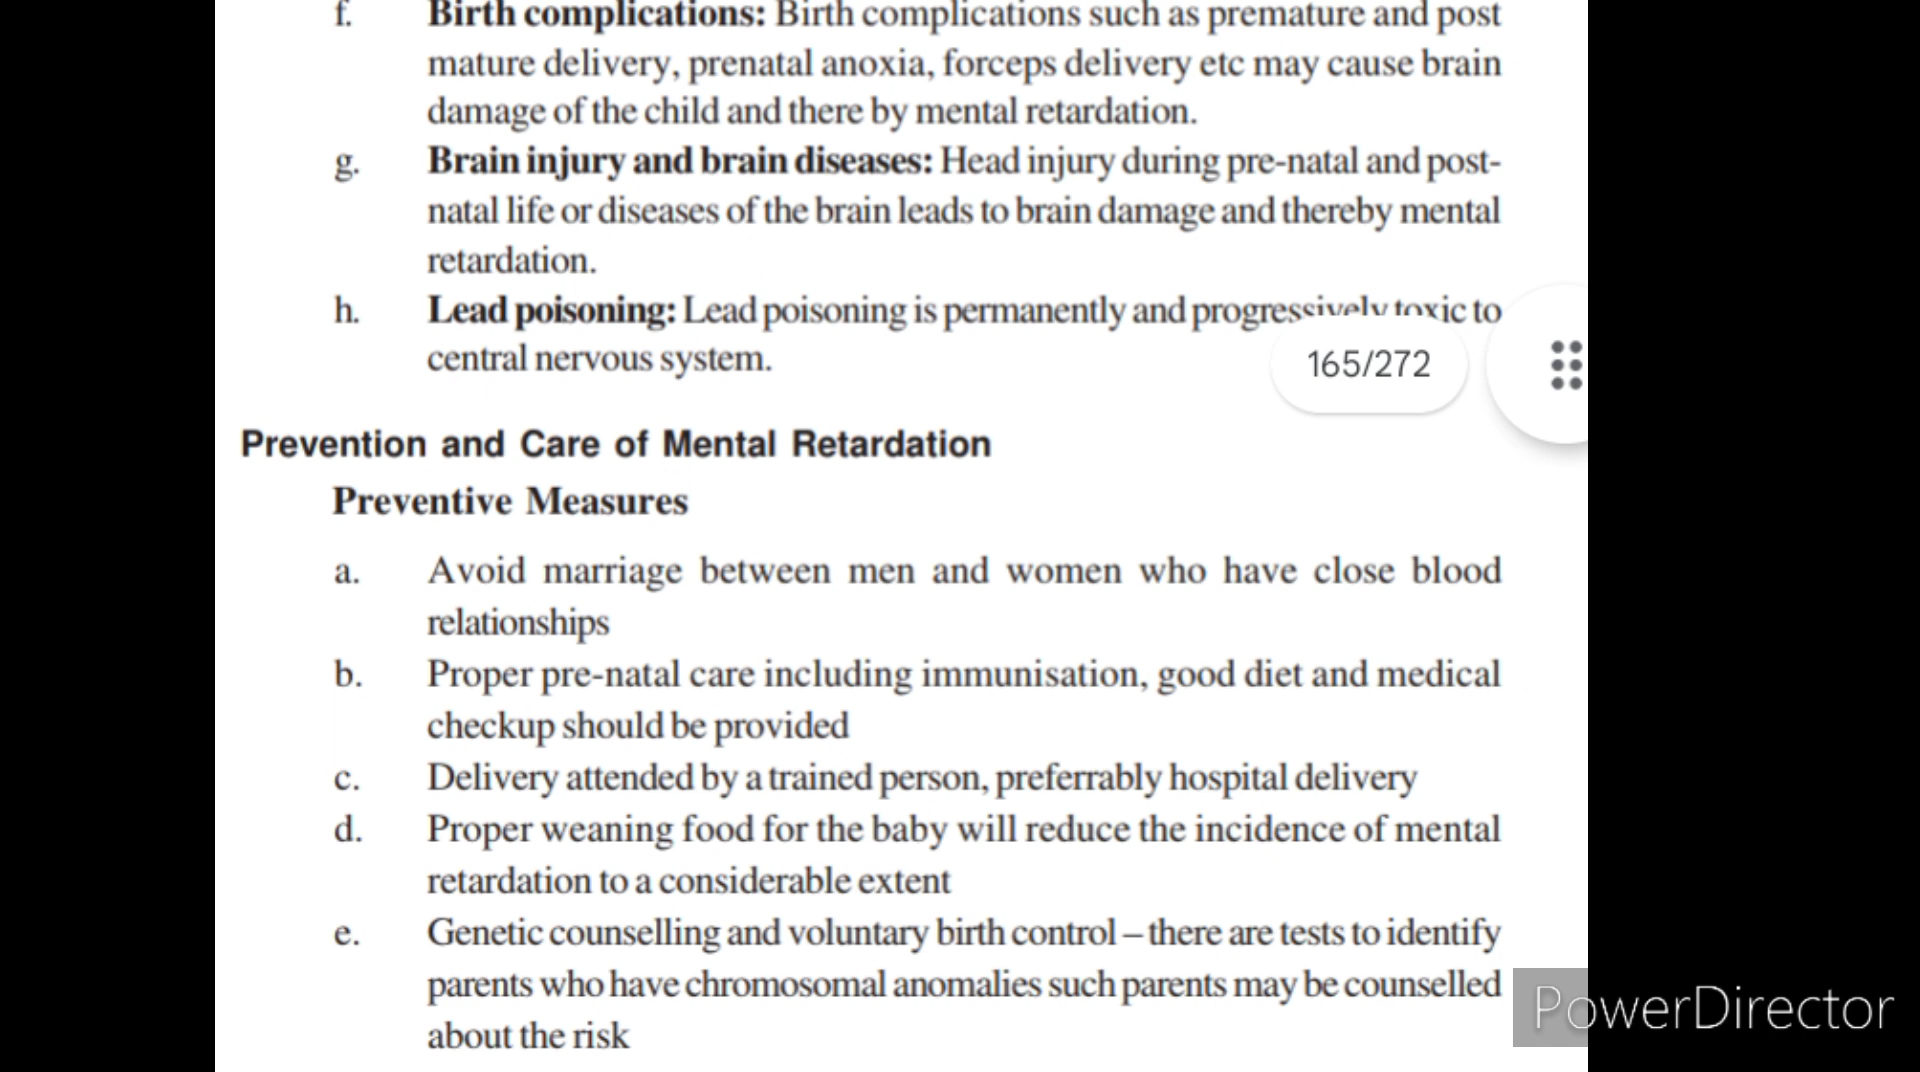 f. Birth complications: Birth complications such as premature and post
mature delivery, prenatal anoxia, forceps delivery etc may cause brain
damage of the child and there by mental retardation.
g. Brain injury and brain diseases: Head injury during pre-natal and post-
natal life or diseases of the brain leads to brain damage and thereby mental
retardation.
h. Lead poisoning: Lead poisoning is permanently and progressively toxic to
central nervous system.
165/272
Prevention and Care of Mental Retardation
Preventive Measures
a. Avoid marriage between men and women who have close blood
relationships
b. Proper pre-natal care including immunisation, good diet and medical
checkup should be provided
c. Delivery attended by a trained person, preferrably hospital delivery
d. Proper weaning food for the baby will reduce the incidence of mental
retardation to a considerable extent
e. Genetic counselling and voluntary birth control – there are tests to identify
parents who have chromosomal anomalies such parents may be counselled
about the risk
PowerDirector